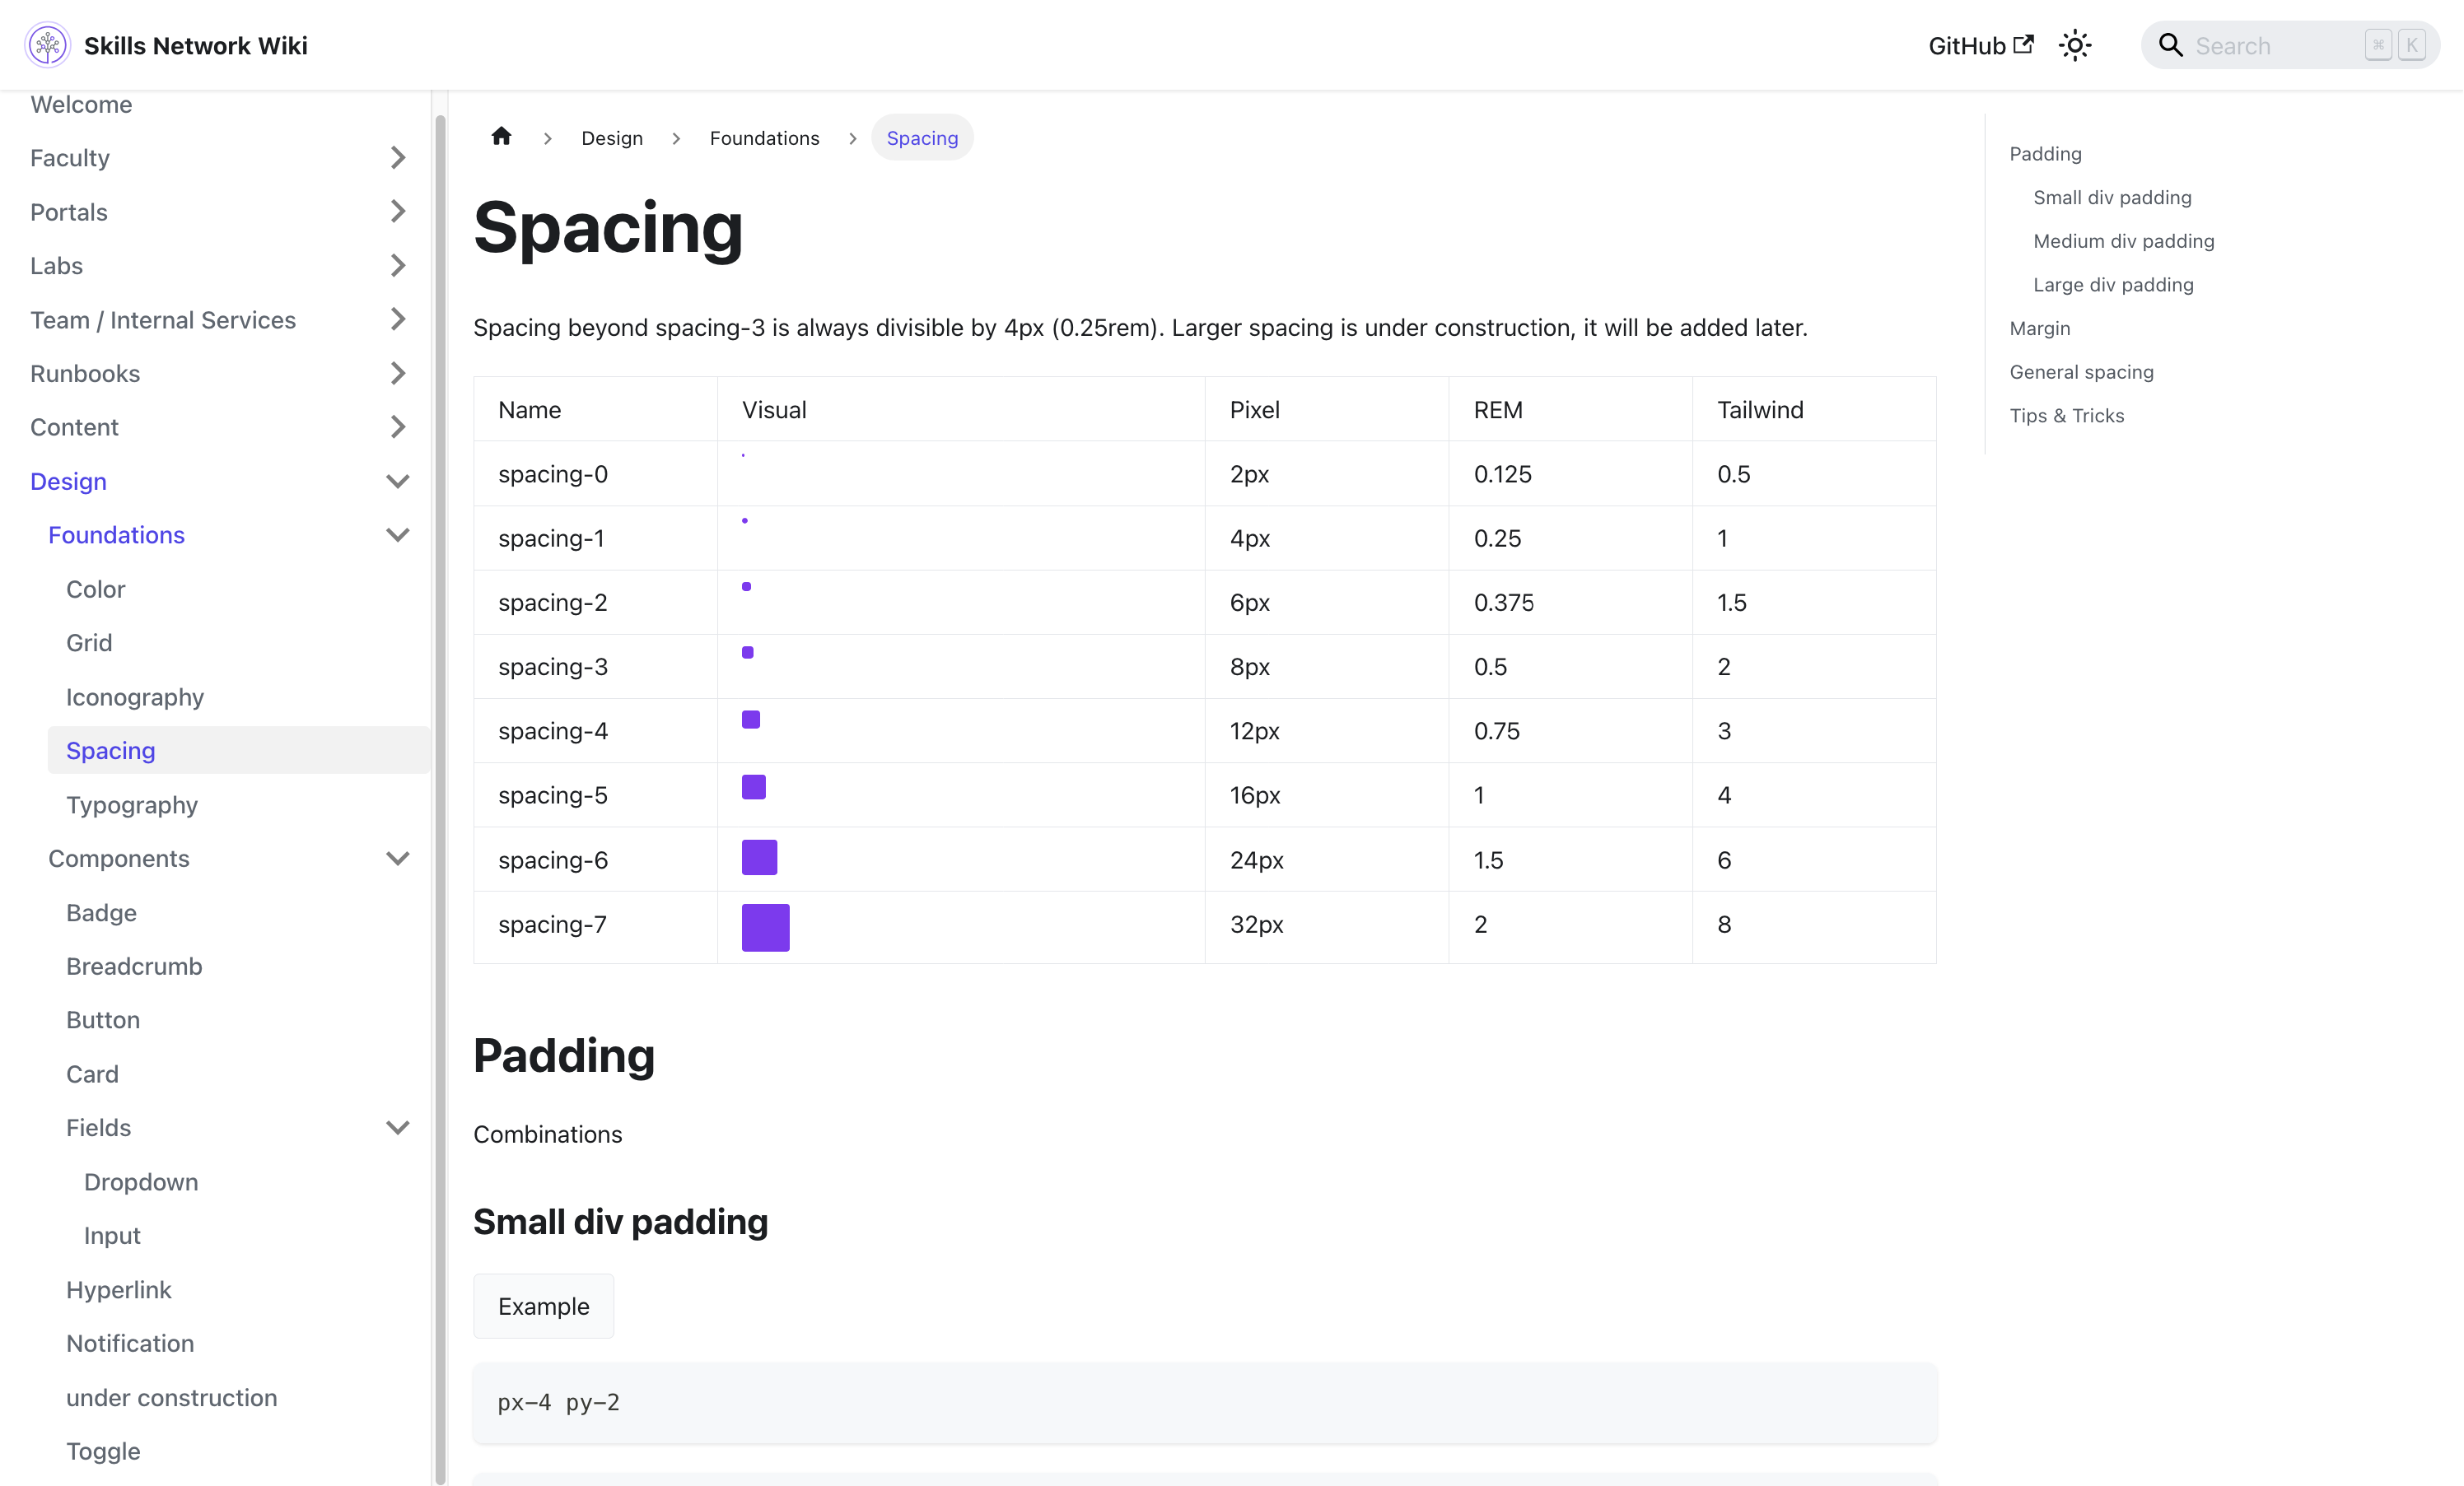 Skills Network Wiki
GitHub
Search
⌘ K
Welcome
Faculty
Portals
Labs
Team / Internal Services
Runbooks
Content
Design
Foundations
Color
Grid
Iconography
Spacing
Typography
Components
Badge
Breadcrumb
Button
Card
Fields
Dropdown
Input
Hyperlink
Notification
under construction
Toggle
Design Foundations Spacing
Spacing
Spacing beyond spacing-3 is always divisible by 4px (0.25rem). Larger spacing is under construction, it will be added later.
Name Visual Pixel REM Tailwind
spacing-0 2px 0.125 0.5
spacing-1 4px 0.25 1
spacing-2 6px 0.375 1.5
spacing-3 8px 0.5 2
spacing-4 12px 0.75 3
spacing-5 16px 1 4
spacing-6 24px 1.5 6
spacing-7 32px 2 8
Padding
Combinations
Small div padding
Example
px-4 py-2
Padding
Small div padding
Medium div padding
Large div padding
Margin
General spacing
Tips & Tricks